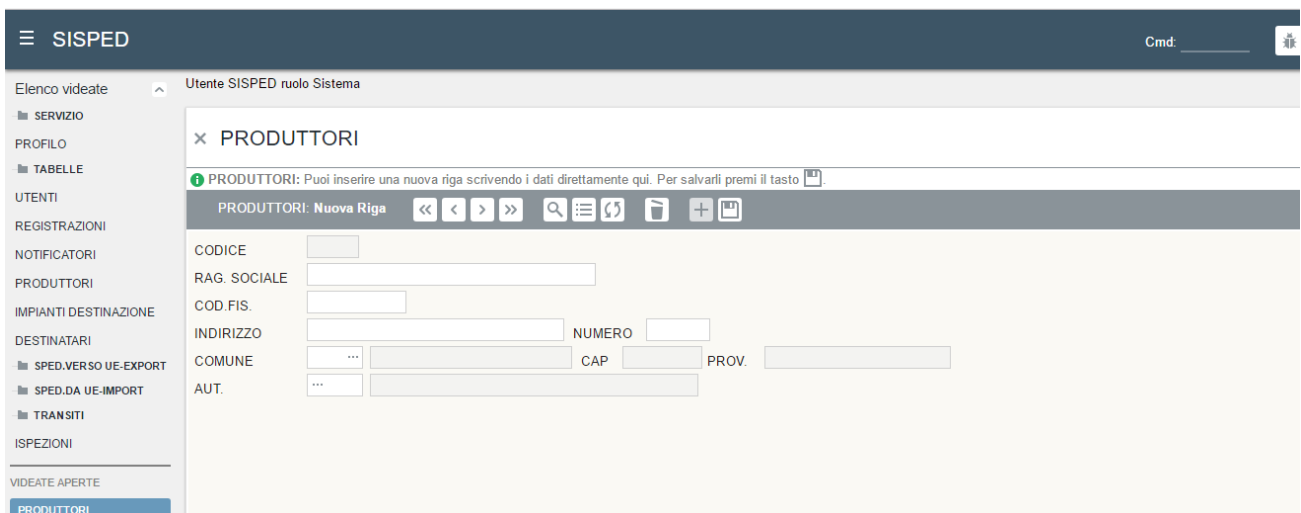 SISPED
Cmd:
Elenco videate
SERVIZIO
PROFILO
TABELLE
UTENTI
REGISTRAZIONI
NOTIFICATORI
PRODUTTORI
IMPIANTI DESTINAZIONE
DESTINATARI
SPED.VERSO UE-EXPORT
SPED.DA UE-IMPORT
TRANSITI
ISPEZIONI
VIDEATE APERTE
PRODUTTORI
Utente SISPED ruolo Sistema
× PRODUTTORI
PRODUTTORI: Puoi inserire una nuova riga scrivendo i dati direttamente qui. Per salvarli premi il tasto .
PRODUTTORI: Nuova Riga
CODICE
RAG. SOCIALE
COD.FIS.
INDIRIZZO NUMERO
COMUNE ... CAP PROV.
AUT. ...